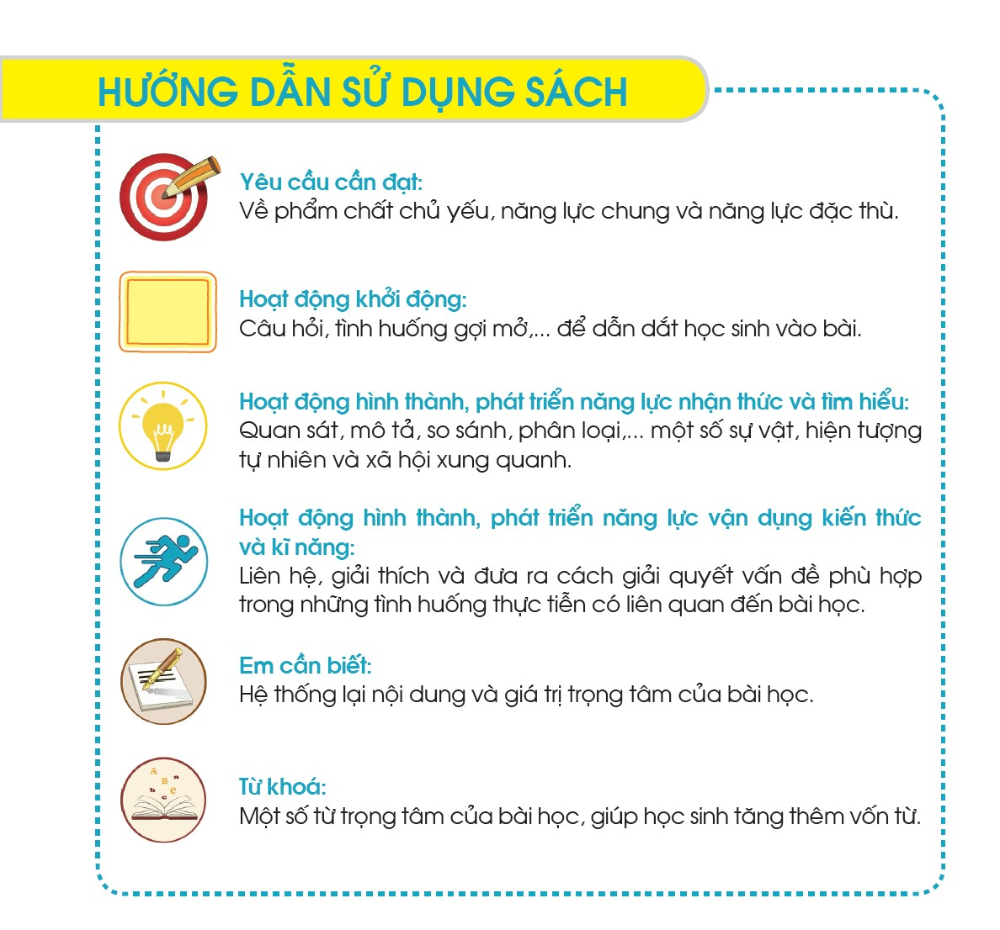 HƯỚNG DẪN SỬ DỤNG SÁCH
Yêu cầu cần đạt:
Về phẩm chất chủ yếu, năng lực chung và năng lực đặc thù.
Hoạt động khởi động:
Câu hỏi, tình huống gợi mở,... để dẫn dắt học sinh vào bài.
Hoạt động hình thành, phát triển năng lực nhận thức và tìm hiểu:
Quan sát, mô tả, so sánh, phân loại,... một số sự vật, hiện tượng
tự nhiên và xã hội xung quanh.
Hoạt động hình thành, phát triển năng lực vận dụng kiến thức
và kĩ năng:
Liên hệ, giải thích và đưa ra cách giải quyết vấn đề phù hợp
trong những tình huống thực tiễn có liên quan đến bài học.
Em cần biết:
Hệ thống lại nội dung và giá trị trọng tâm của bài học.
A
a
B
b
C
c
Từ khoá:
Một số từ trọng tâm của bài học, giúp học sinh tăng thêm vốn từ.